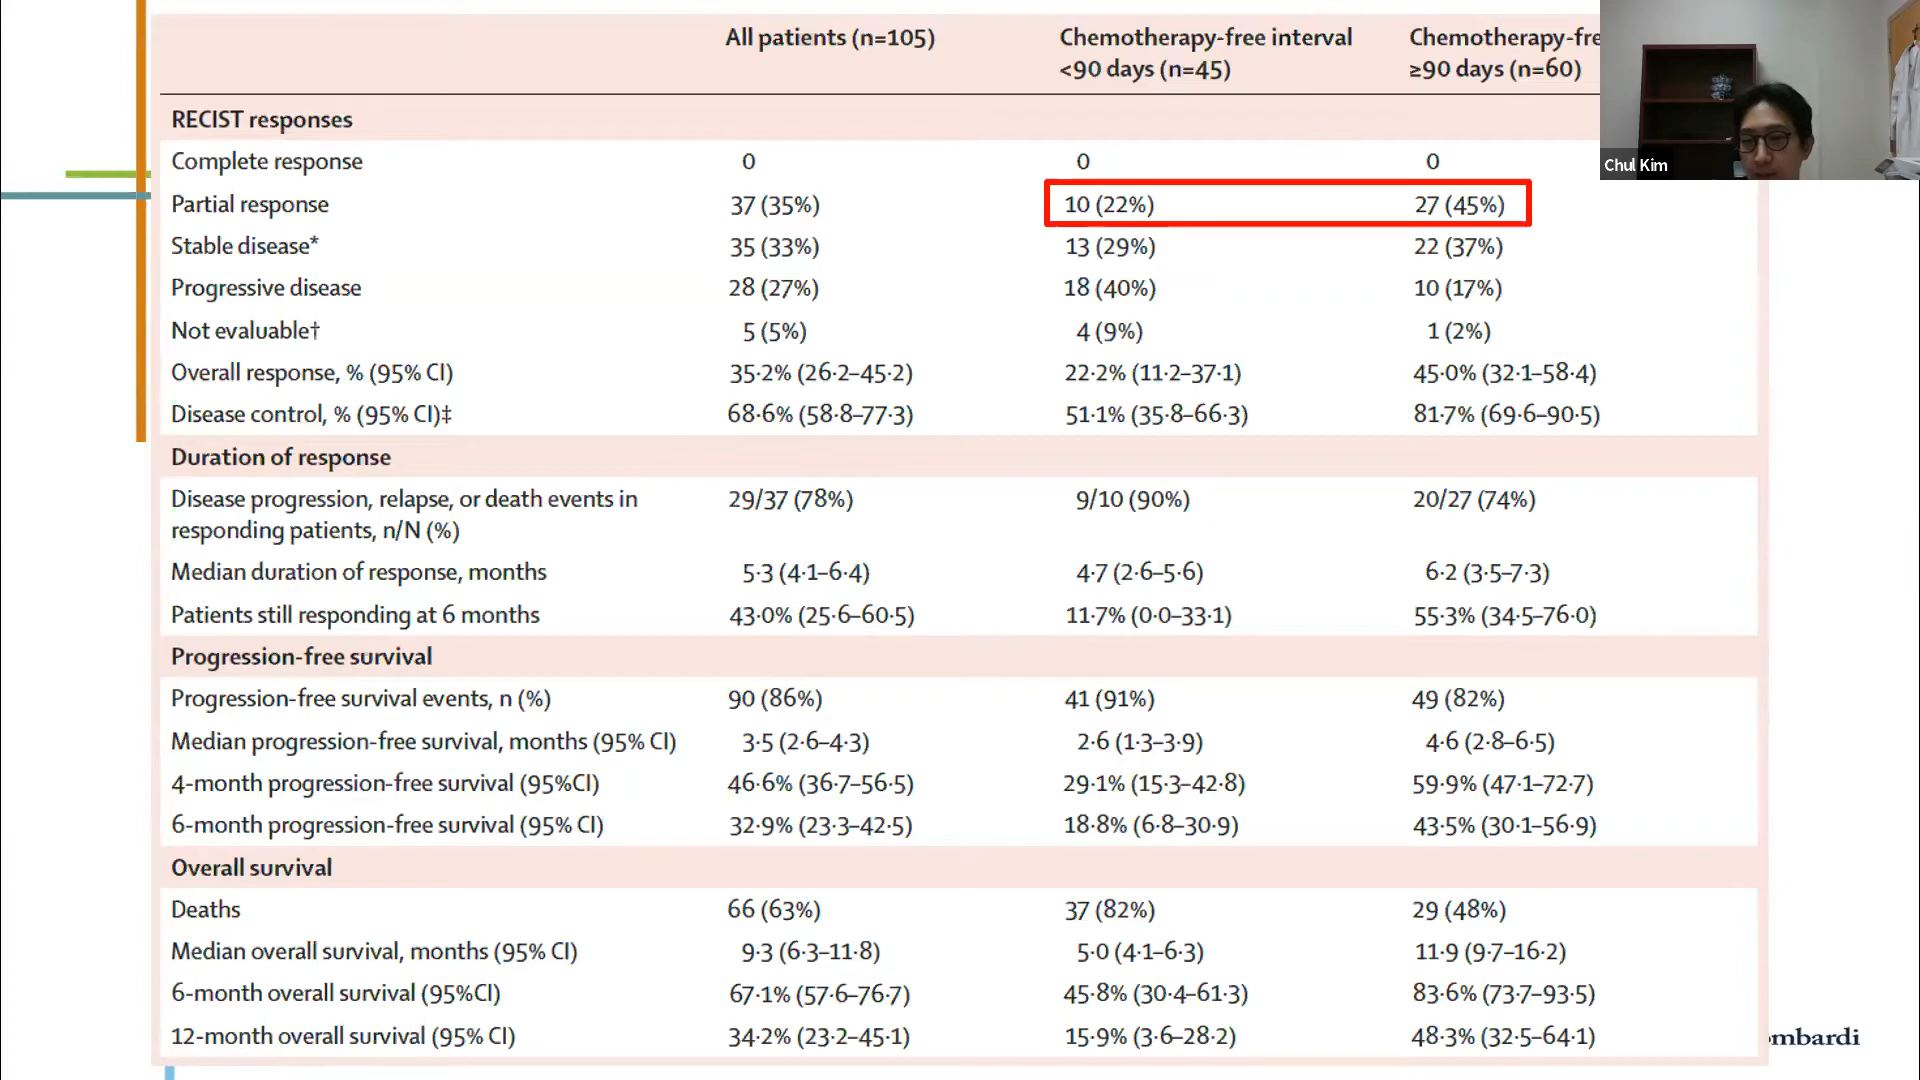 All patients (n=105) Chemotherapy-free interval
<90 days (n=45) Chemotherapy-fre
≥90 days (n=60)
Chul Kim
RECIST responses
Complete response 0 0 0
Partial response 37 (35%) 10 (22%) 27 (45%)
Stable disease* 35 (33%) 13 (29%) 22 (37%)
Progressive disease 28 (27%) 18 (40%) 10 (17%)
Not evaluable† 5 (5%) 4 (9%) 1 (2%)
Overall response, % (95% CI) 35·2% (26·2–45·2) 22·2% (11·2–37·1) 45·0% (32·1–58·4)
Disease control, % (95% CI)‡ 68·6% (58·8–77·3) 51·1% (35·8–66·3) 81·7% (69·6–90·5)
Duration of response
Disease progression, relapse, or death events in
responding patients, n/N (%) 29/37 (78%) 9/10 (90%) 20/27 (74%)
Median duration of response, months 5·3 (4·1–6·4) 4·7 (2·6–5·6) 6·2 (3·5–7·3)
Patients still responding at 6 months 43·0% (25·6–60·5) 11·7% (0·0–33·1) 55·3% (34·5–76·0)
Progression-free survival
Progression-free survival events, n (%) 90 (86%) 41 (91%) 49 (82%)
Median progression-free survival, months (95% CI) 3·5 (2·6–4·3) 2·6 (1·3–3·9) 4·6 (2·8–6·5)
4-month progression-free survival (95%CI) 46·6% (36·7–56·5) 29·1% (15·3–42·8) 59·9% (47·1–72·7)
6-month progression-free survival (95% CI) 32·9% (23·3–42·5) 18·8% (6·8–30·9) 43·5% (30·1–56·9)
Overall survival
Deaths 66 (63%) 37 (82%) 29 (48%)
Median overall survival, months (95% CI) 9·3 (6·3–11·8) 5·0 (4·1–6·3) 11·9 (9·7–16·2)
6-month overall survival (95%CI) 67·1% (57·6–76·7) 45·8% (30·4–61·3) 83·6% (73·7–93·5)
12-month overall survival (95% CI) 34·2% (23·2–45·1) 15·9% (3·6–28·2) 48·3% (32·5–64·1)
ombardi